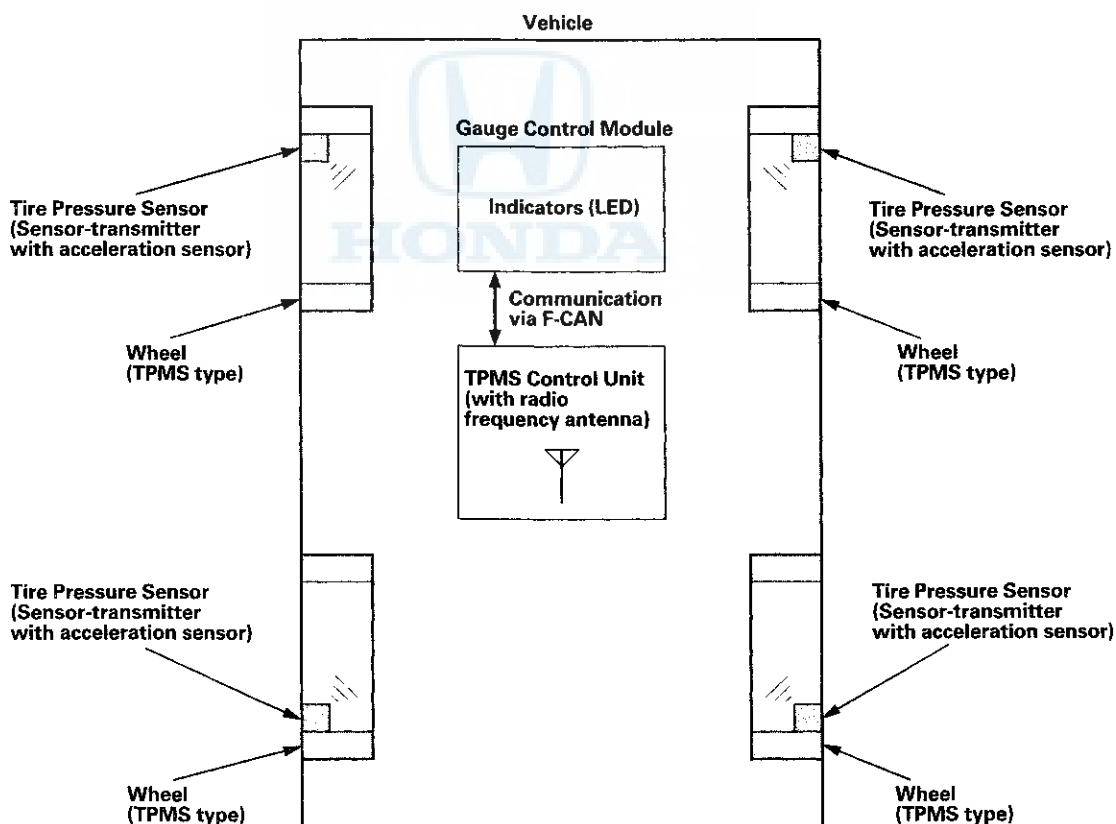 Vehicle
Gauge Control Module
Indicators (LED)
HONDA
Tire Pressure Sensor
(Sensor-transmitter
with acceleration sensor)
Tire Pressure Sensor
(Sensor-transmitter
with acceleration sensor)
Communication
via F-CAN
Wheel
(TPMS type)
Wheel
(TPMS type)
TPMS Control Unit
(with radio
frequency antenna)
Tire Pressure Sensor
(Sensor-transmitter
with acceleration sensor)
Tire Pressure Sensor
(Sensor-transmitter
with acceleration sensor)
Wheel
(TPMS type)
Wheel
(TPMS type)